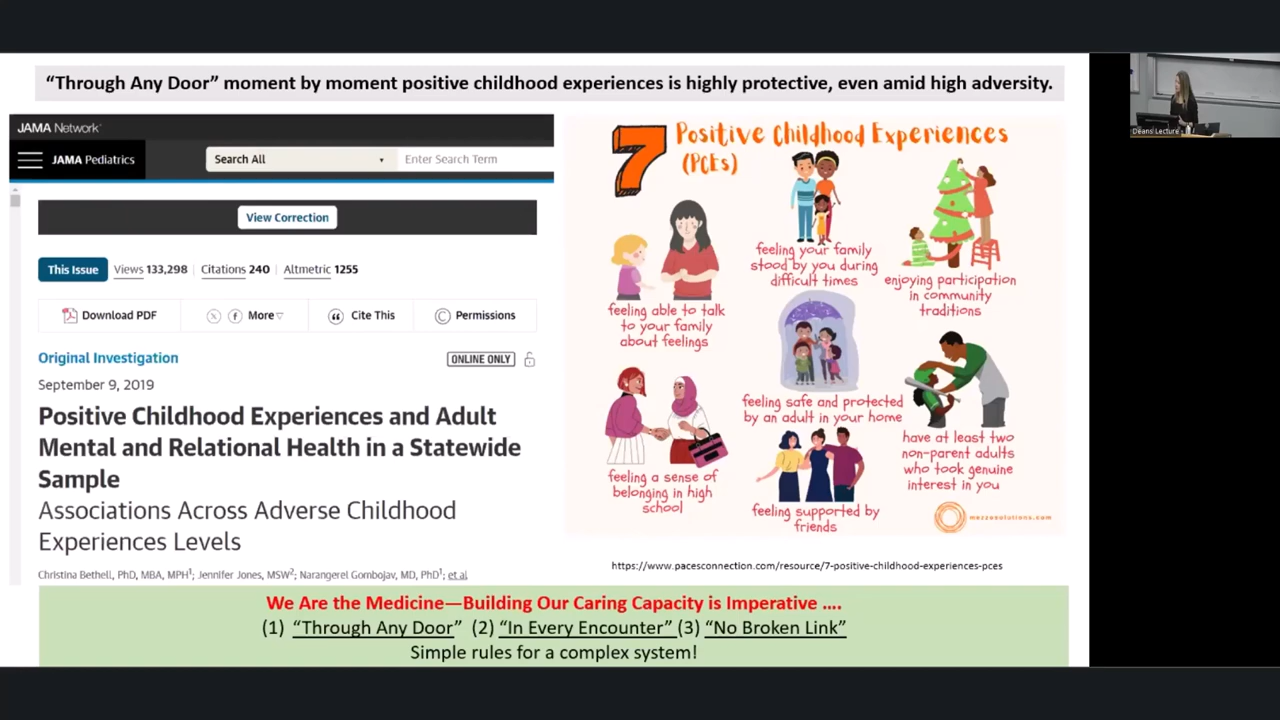 “Through Any Door” moment by moment positive childhood experiences is highly protective, even amid high adversity.
JAMA Network
JAMA Pediatrics
Search All
Enter Search Term
View Correction
This Issue
Views 133,298
Citations 240
Altmetric 1255
Download PDF
More
Cite This
Permissions
Original Investigation
ONLINE ONLY
September 9, 2019
Positive Childhood Experiences and Adult
Mental and Relational Health in a Statewide
Sample
Associations Across Adverse Childhood
Experiences Levels
Christina Bethell, PhD, MBA, MPH1; Jennifer Jones, MSW2; Narangerel Gombojav, MD, PhD1; et al
7 Positive Childhood Experiences
(PCEs)
feeling able to talk
to your family
about feelings
feeling your family
stood by you during
difficult times
enjoying participation
in community
traditions
feeling a sense of
belonging in high
school
feeling safe and protected
by an adult in your home
feeling supported by
friends
have at least two
non-parent adults
who took genuine
interest in you
mezzosolutions.com
https://www.pacesconnection.com/resource/7-positive-childhood-experiences-pces
We Are the Medicine—Building Our Caring Capacity is Imperative ….
(1) “Through Any Door” (2) “In Every Encounter” (3) “No Broken Link”
Simple rules for a complex system!